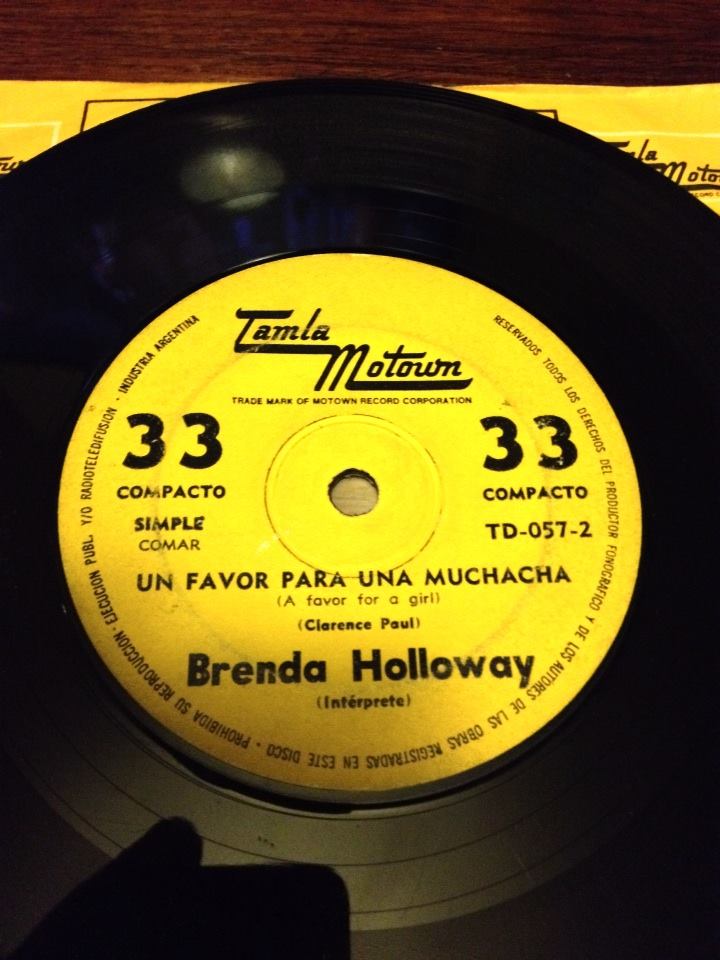 la
Moto
Tamla
Motown
TRADE MARK OF MOTOWN RECORD CORPORATION
33
33
COMPACTO
COMPACTO
SIMPLE
COMAR
TD-057-2
UN FAVOR PARA UNA MUCHACHA
(A favor for a girl)
(Clarence Paul)
Brenda Holloway
(Intérprete)
RESERVADOS TODOS LOS DERECHOS DEL PRODUCTOR FONOGRAFICO Y DE LOS AUTORES DE LAS OBRAS REGISTRADAS EN ESTE DISCO · PROHIBIDA SU REPRODUCCION · EJECUCION PUBL. Y/O RADIOTELEDIFUSION · INDUSTRIA ARGENTINA